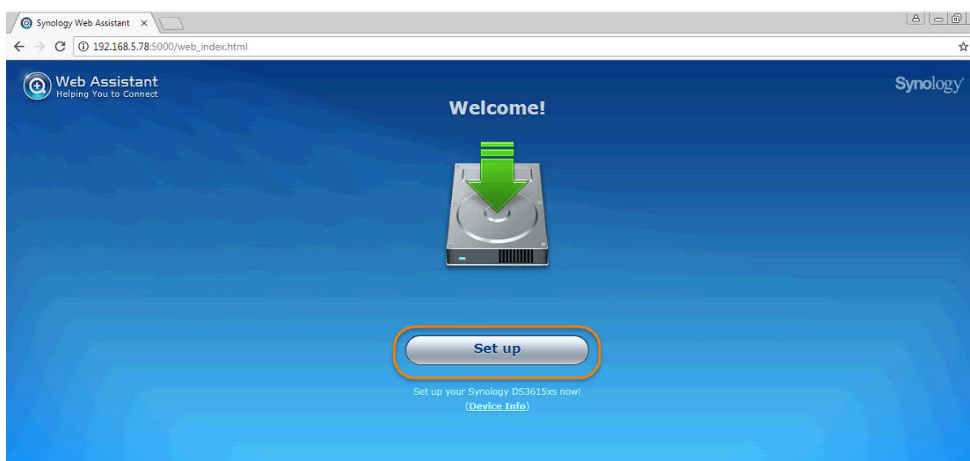 Synology Web Assistant
192.168.5.78:5000/web_index.html
Web Assistant
Helping You to Connect
Synology
Welcome!
Set up
Set up your Synology DS3615xs now!
(Device Info)